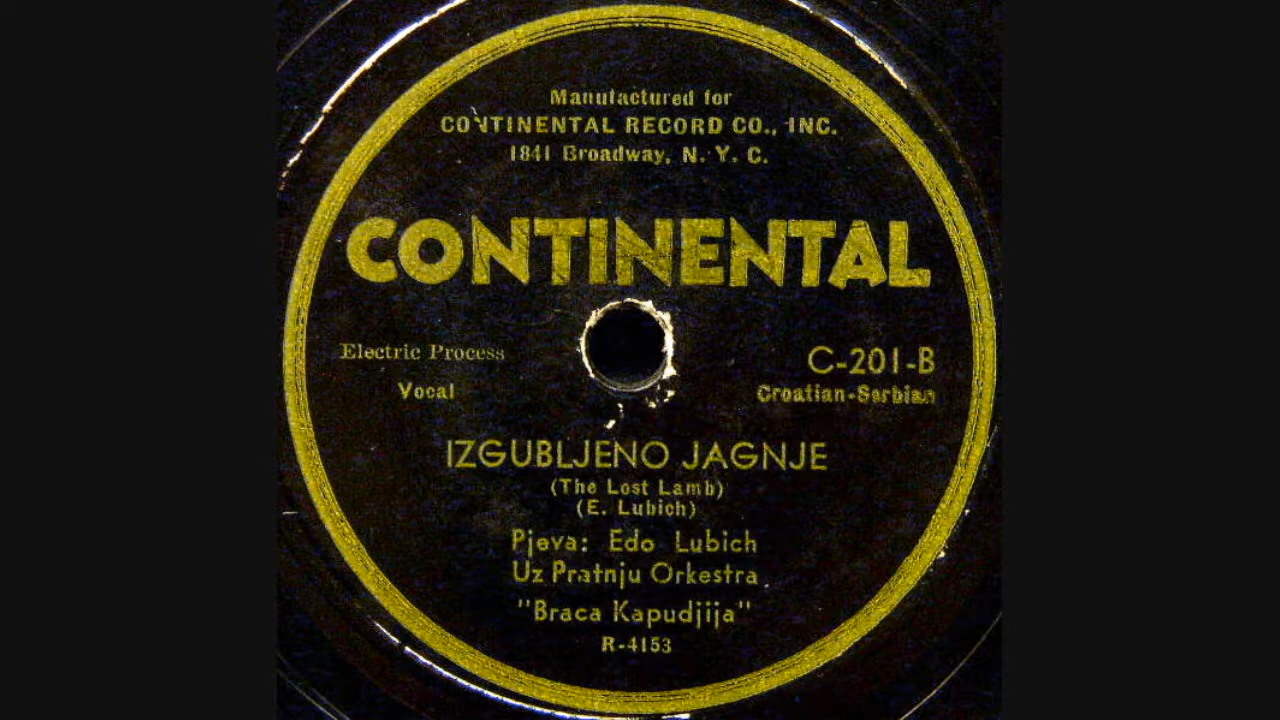 Manufactured for
CONTINENTAL RECORD CO., INC.
1841 Broadway, N. Y. C.
CONTINENTAL
Electric Process
Vocal
C-201-B
Croatian-Serbian
IZGUBLJENO JAGNJE
(The Lost Lamb)
(E. Lubich)
Pjeva: Edo Lubich
Uz Pratnju Orkestra
"Braca Kapudjija"
R-4153